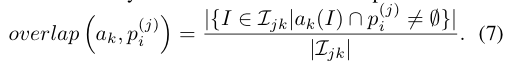 overlap(a_k, p_i^{(j)}) = |{I ∈ 𝓘_{jk}|a_k(I) ∩ p_i^{(j)} ≠ ∅}| / |𝓘_{jk}|. (7)